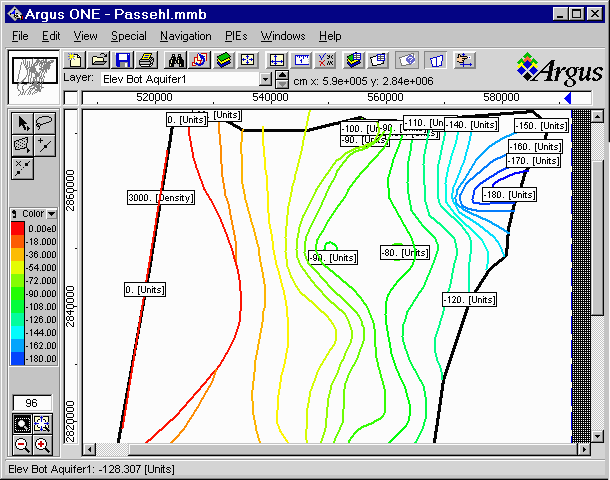 Argus ONE - Passehl.mmb
File Edit View Special Navigation PIEs Windows Help
Layer: Elev Bot Aquifer1 cm x: 5.9e+005 y: 2.84e+006
Argus
520000 540000 560000 580000
0. [Units] [Units] -110. [Un -140. [Units] -150. [Units]
-100. [Ur -90.
-90. [Units]
-160. [Units]
-170. [Units]
3000. [Density] -180. [Units]
2860000
Color
0.00e0
-18.000
-36.000
-54.000
-72.000
-90.000
-108.00
-126.00
-144.00
-162.00
-180.00
-90. [Units] -80. [Units]
0. [Units] -120. [Units]
2840000
2820000
96
Elev Bot Aquifer1: -128.307 [Units]